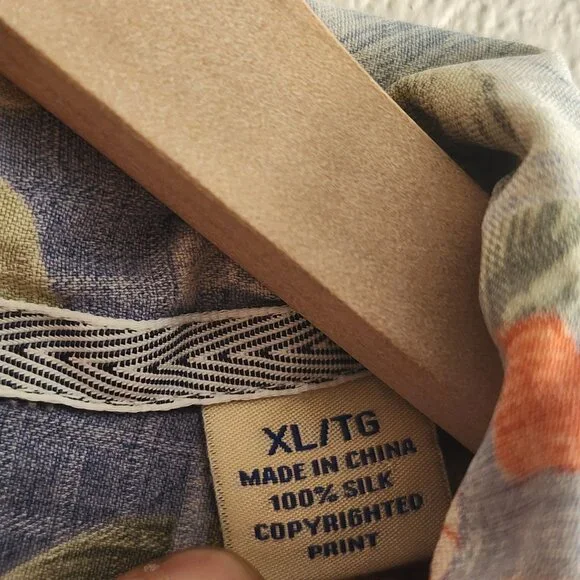 XL/TG
MADE IN CHINA
100% SILK
COPYRIGHTED
PRINT